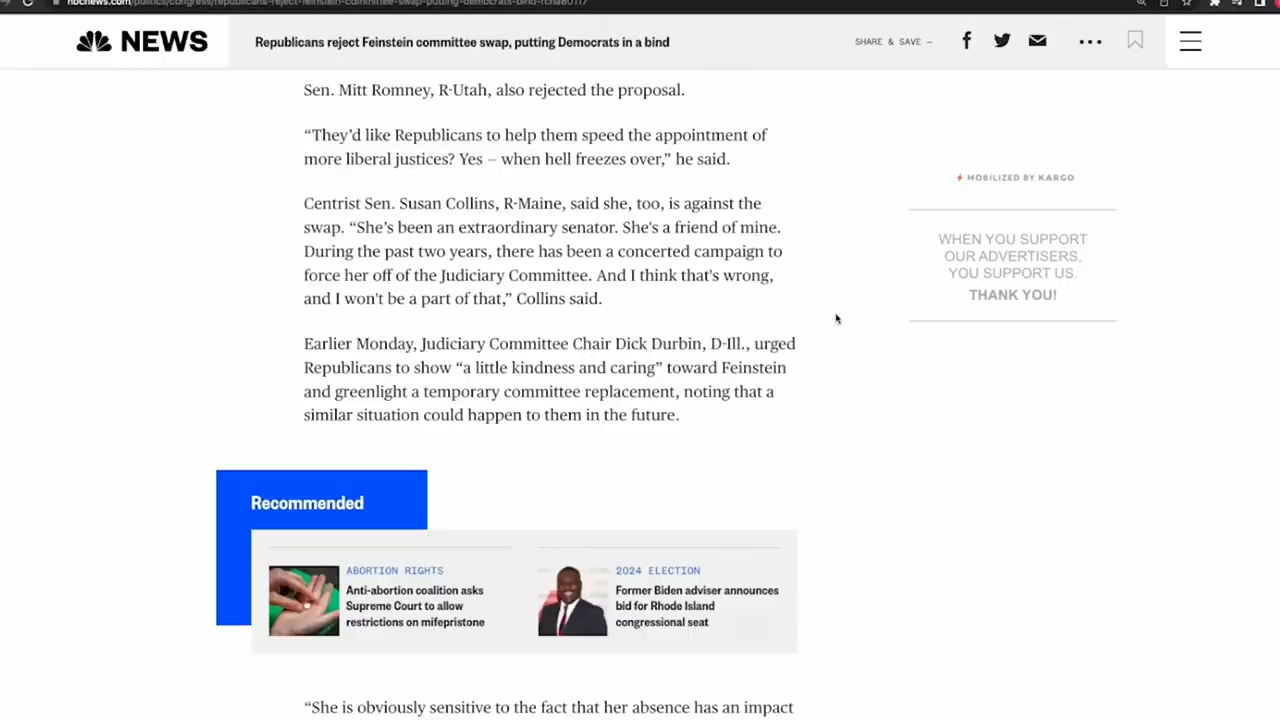 nbcnews.com/politics/congress/republicans-reject-feinstein-committee-swap-putting-democrats-bind-rcna80117
NEWS
Republicans reject Feinstein committee swap, putting Democrats in a bind
SHARE & SAVE —
Sen. Mitt Romney, R-Utah, also rejected the proposal.
“They’d like Republicans to help them speed the appointment of
more liberal justices? Yes – when hell freezes over,” he said.
MOBILIZED BY KARGO
Centrist Sen. Susan Collins, R-Maine, said she, too, is against the
swap. “She’s been an extraordinary senator. She's a friend of mine.
During the past two years, there has been a concerted campaign to
force her off of the Judiciary Committee. And I think that's wrong,
and I won't be a part of that,” Collins said.
WHEN YOU SUPPORT
OUR ADVERTISERS,
YOU SUPPORT US.
THANK YOU!
Earlier Monday, Judiciary Committee Chair Dick Durbin, D-Ill., urged
Republicans to show “a little kindness and caring” toward Feinstein
and greenlight a temporary committee replacement, noting that a
similar situation could happen to them in the future.
Recommended
ABORTION RIGHTS
Anti-abortion coalition asks
Supreme Court to allow
restrictions on mifepristone
2024 ELECTION
Former Biden adviser announces
bid for Rhode Island
congressional seat
“She is obviously sensitive to the fact that her absence has an impact